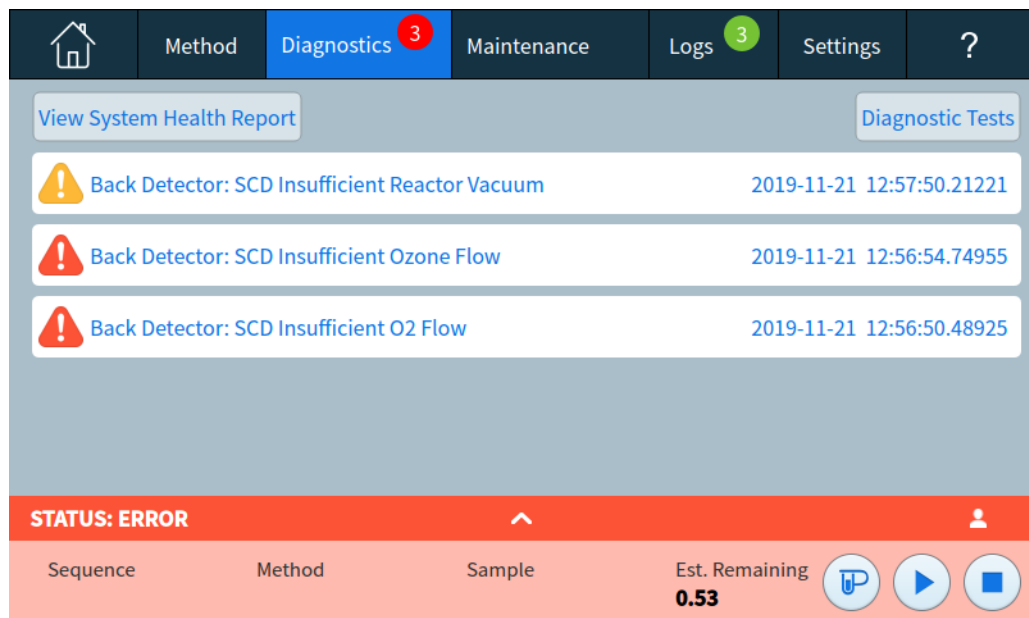 Method Diagnostics 3 Maintenance Logs 3 Settings ?
View System Health Report Diagnostic Tests
Back Detector: SCD Insufficient Reactor Vacuum 2019-11-21 12:57:50.21221
Back Detector: SCD Insufficient Ozone Flow 2019-11-21 12:56:54.74955
Back Detector: SCD Insufficient O2 Flow 2019-11-21 12:56:50.48925
STATUS: ERROR
Sequence Method Sample Est. Remaining
0.53